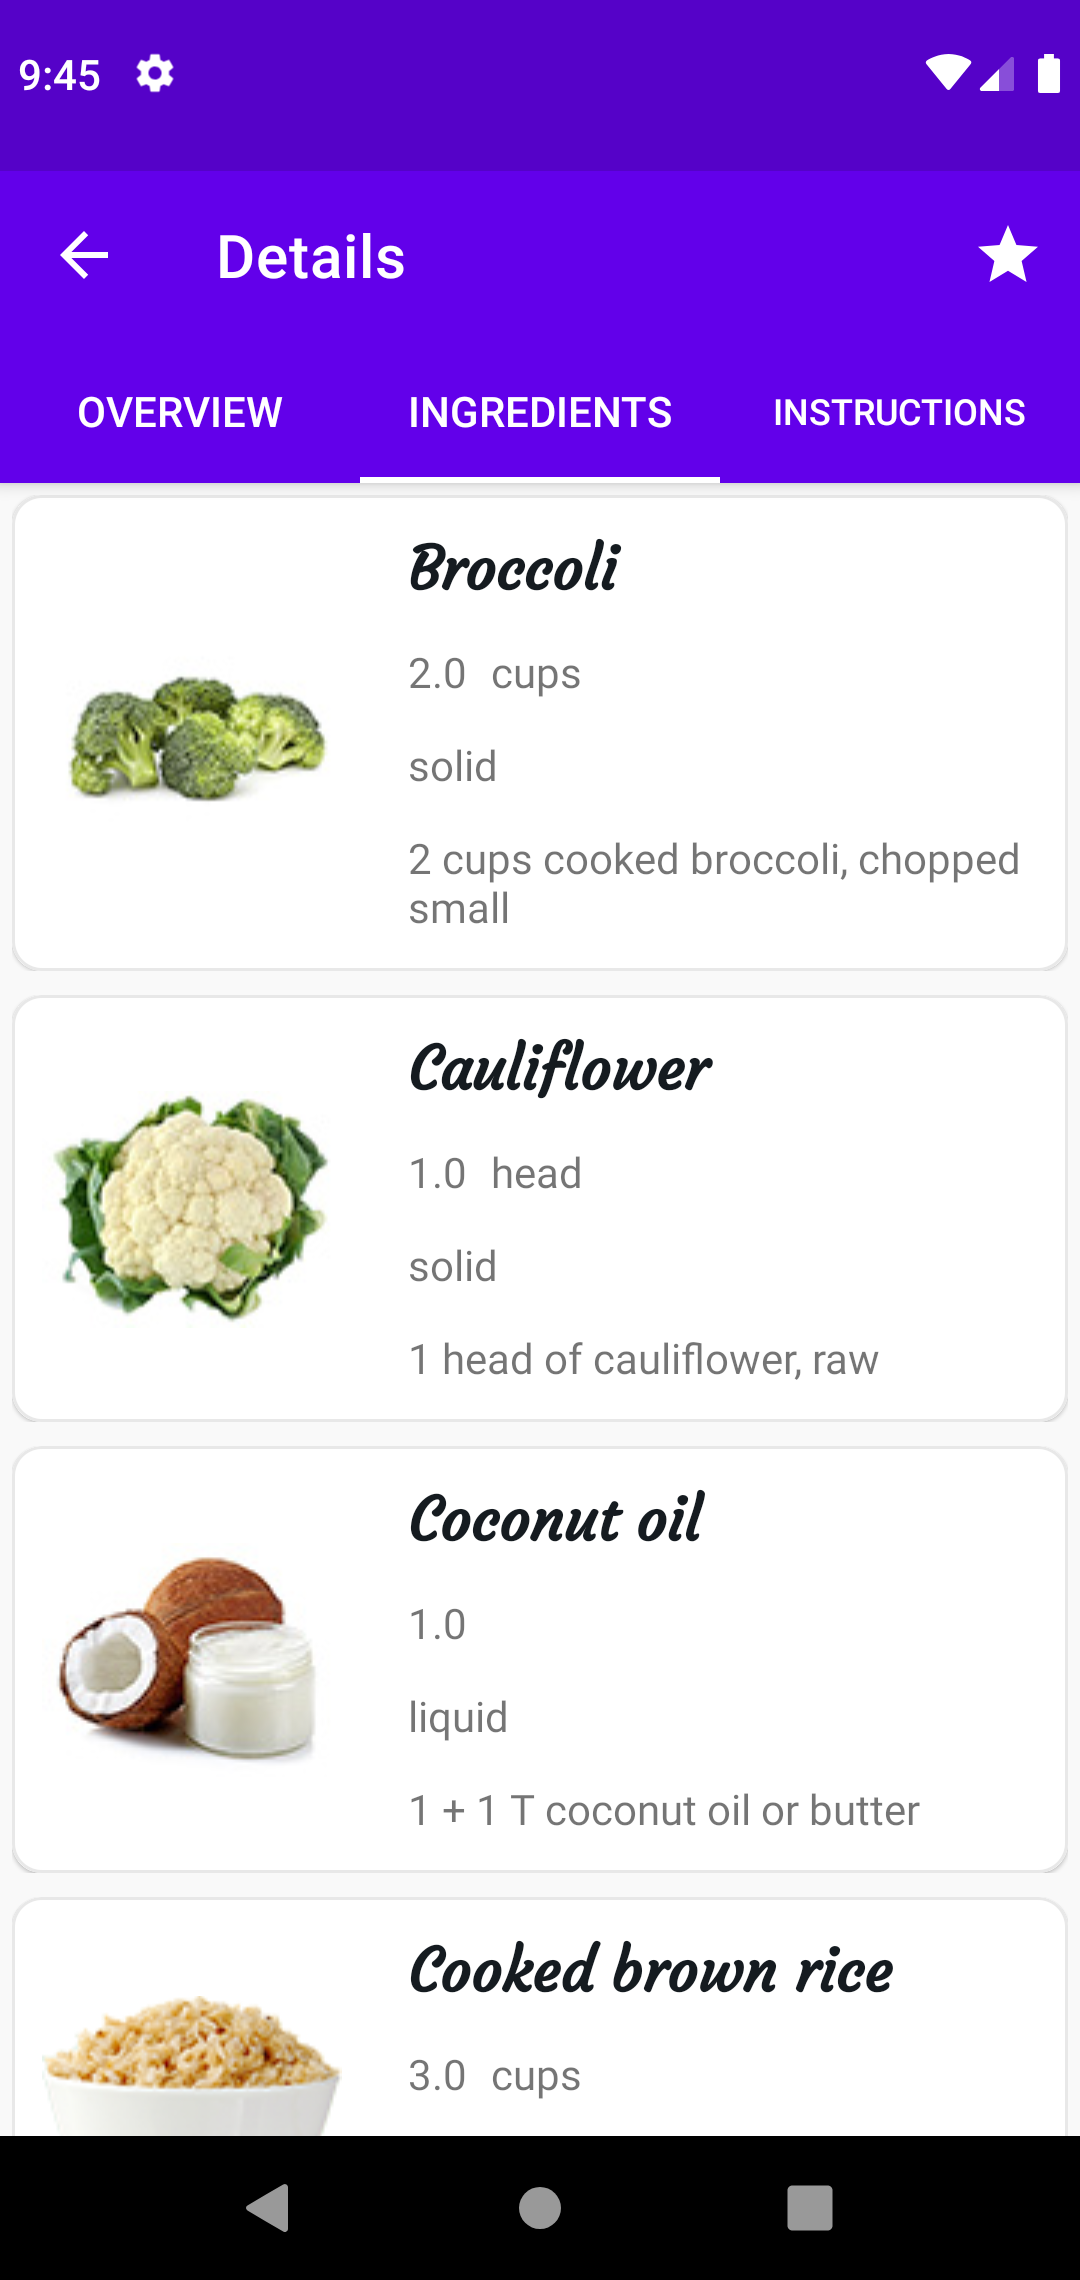 9:45
Details
OVERVIEW
INGREDIENTS
INSTRUCTIONS
Broccoli
2.0 cups
solid
2 cups cooked broccoli, chopped
small
Cauliflower
1.0 head
solid
1 head of cauliflower, raw
Coconut oil
1.0
liquid
1 + 1 T coconut oil or butter
Cooked brown rice
3.0 cups